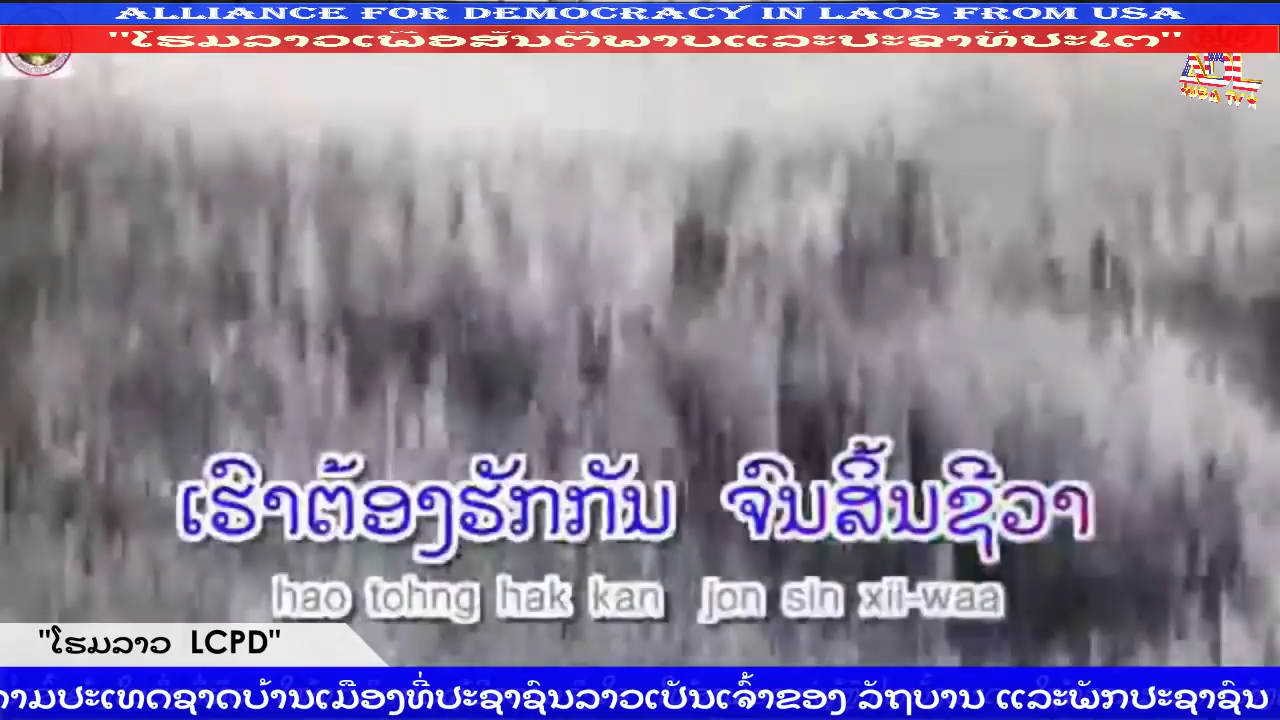 ALLIANCE FOR DEMOCRACY IN LAOS FROM USA
"ໂຮມລາວເພື່ອສັນຕິພາບແລະປະຊາທິປະໄຕ"
ADL
ເຮົາຕ້ອງຮັກກັນ ຈົນສິ້ນຊີວາ
hao tohng hak kan jon sin xii-waa
"ໂຮມລາວ LCPD"
ປະເທດຊາດບ້ານເມືອງທີ່ປະຊາຊົນລາວເປັນເຈົ້າຂອງ ລັຖບານ ແລະພັກປະຊາຊົນ